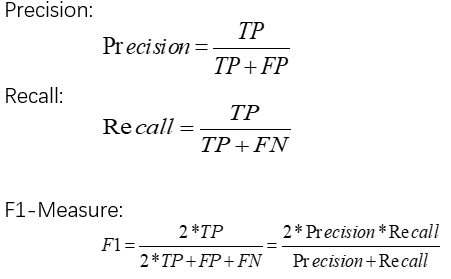 Precision:
Precision = TP / TP + FP
Recall:
Recall = TP / TP + FN
F1-Measure:
F1 = 2*TP / 2*TP + FP + FN = 2*Precision*Recall / Precision + Recall